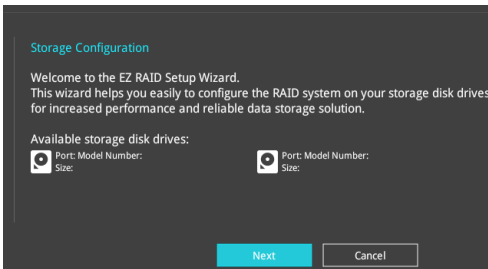 Storage Configuration
Welcome to the EZ RAID Setup Wizard.
This wizard helps you easily to configure the RAID system on your storage disk drives
for increased performance and reliable data storage solution.
Available storage disk drives:
Port: Model Number:
Size:
Port: Model Number:
Size:
Next
Cancel